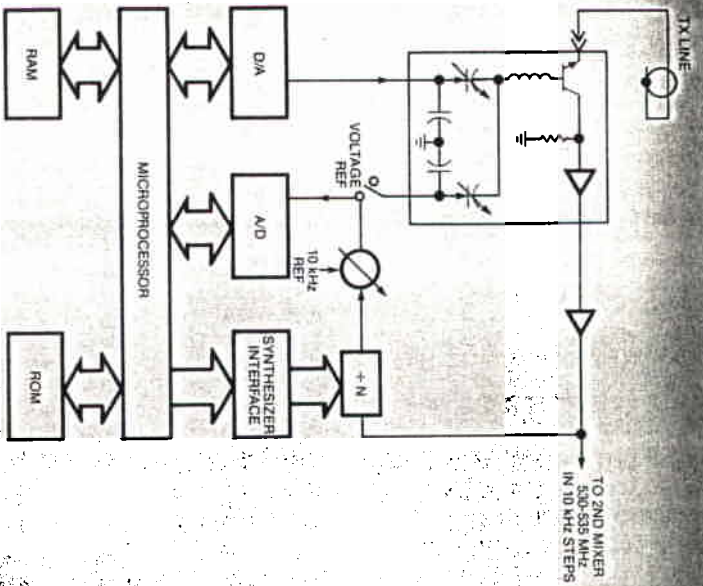 TX LINE
TO 2ND MIXER
530-535 MHz
IN 10 kHz STEPS
VOLTAGE
REF
10 kHz
REF
÷ N
D/A
A/D
SYNTHESIZER
INTERFACE
MICROPROCESSOR
RAM
ROM